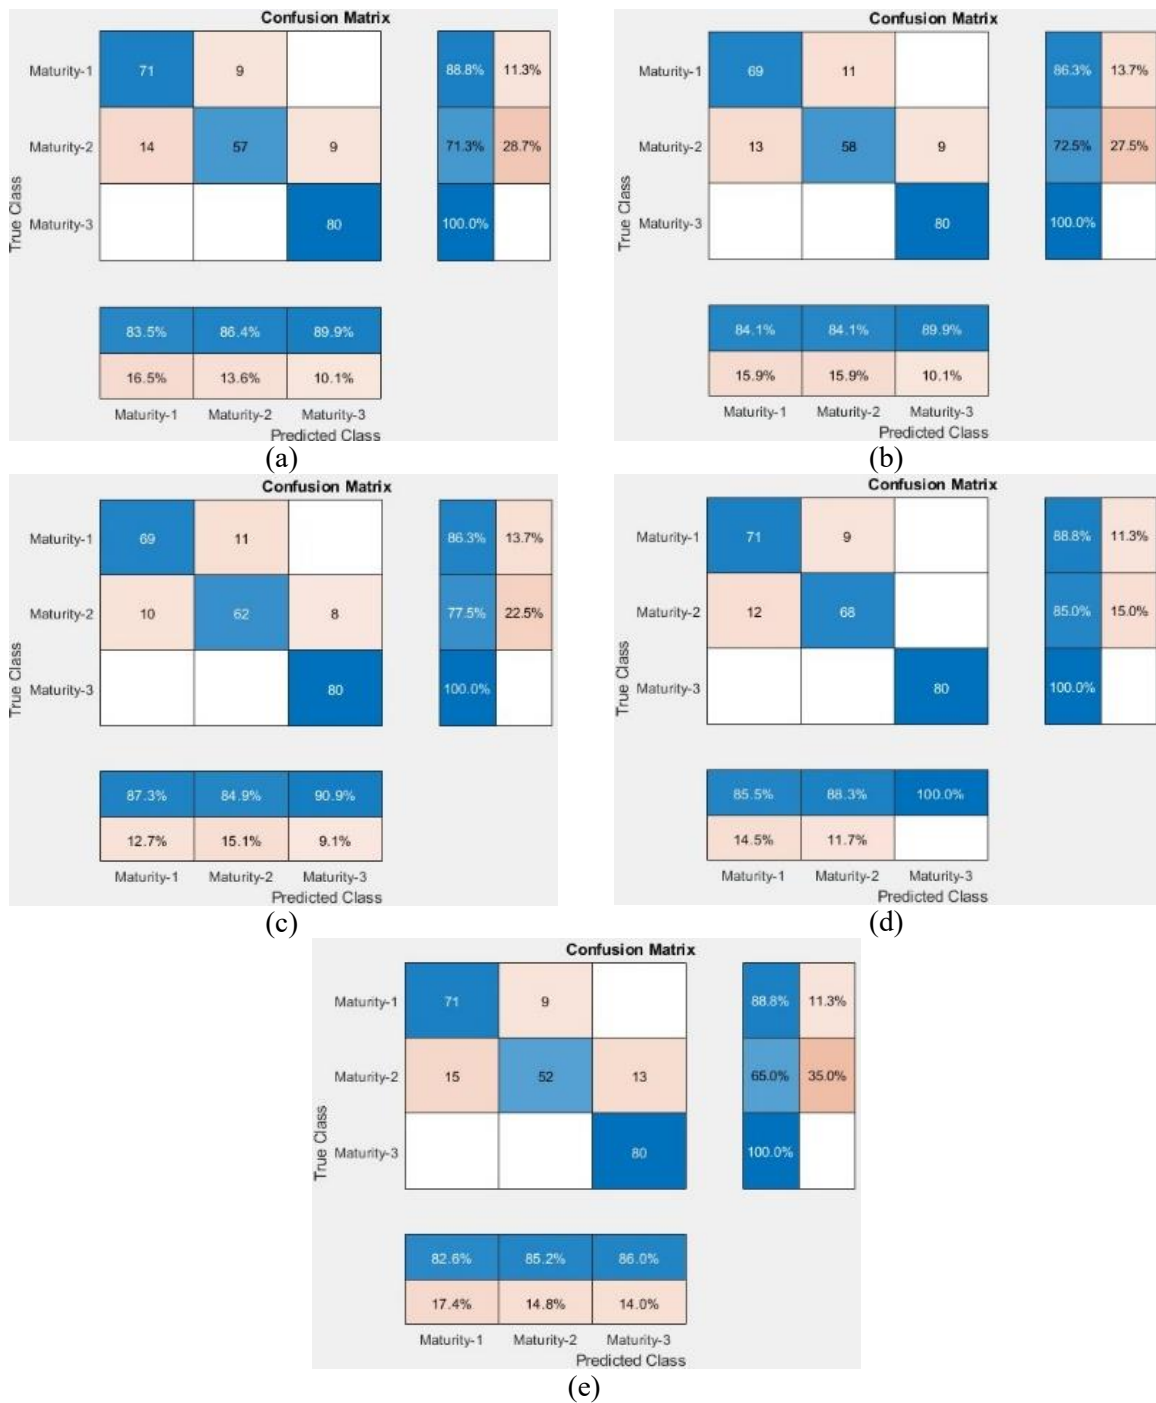 Confusion Matrix
Maturity-1 71 9 88.8% 11.3%
Maturity-2 14 57 9 71.3% 28.7%
Maturity-3 80 100.0%
True Class
83.5% 86.4% 89.9%
16.5% 13.6% 10.1%
Maturity-1 Maturity-2 Maturity-3
Predicted Class
(a)
Confusion Matrix
Maturity-1 69 11 86.3% 13.7%
Maturity-2 13 58 9 72.5% 27.5%
Maturity-3 80 100.0%
True Class
84.1% 84.1% 89.9%
15.9% 15.9% 10.1%
Maturity-1 Maturity-2 Maturity-3
Predicted Class
(b)
Confusion Matrix
Maturity-1 69 11 86.3% 13.7%
Maturity-2 10 62 8 77.5% 22.5%
Maturity-3 80 100.0%
True Class
87.3% 84.9% 90.9%
12.7% 15.1% 9.1%
Maturity-1 Maturity-2 Maturity-3
Predicted Class
(c)
Confusion Matrix
Maturity-1 71 9 88.8% 11.3%
Maturity-2 12 68 85.0% 15.0%
Maturity-3 80 100.0%
True Class
85.5% 88.3% 100.0%
14.5% 11.7%
Maturity-1 Maturity-2 Maturity-3
Predicted Class
(d)
Confusion Matrix
Maturity-1 71 9 88.8% 11.3%
Maturity-2 15 52 13 65.0% 35.0%
Maturity-3 80 100.0%
True Class
82.6% 85.2% 86.0%
17.4% 14.8% 14.0%
Maturity-1 Maturity-2 Maturity-3
Predicted Class
(e)